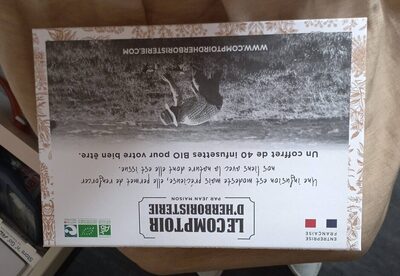 ENTREPRISE
FRANÇAISE
LE COMPTOIR
D'HERBORISTERIE
PAR JEAN MAISON
Une infusion est modeste mais précieuse, elle permet de renforcer
nos liens avec la nature dont elle est issue.
Un coffret de 40 infusettes BIO pour votre bien être.
WWW.COMPTOIRDHERBORISTERIE.COM